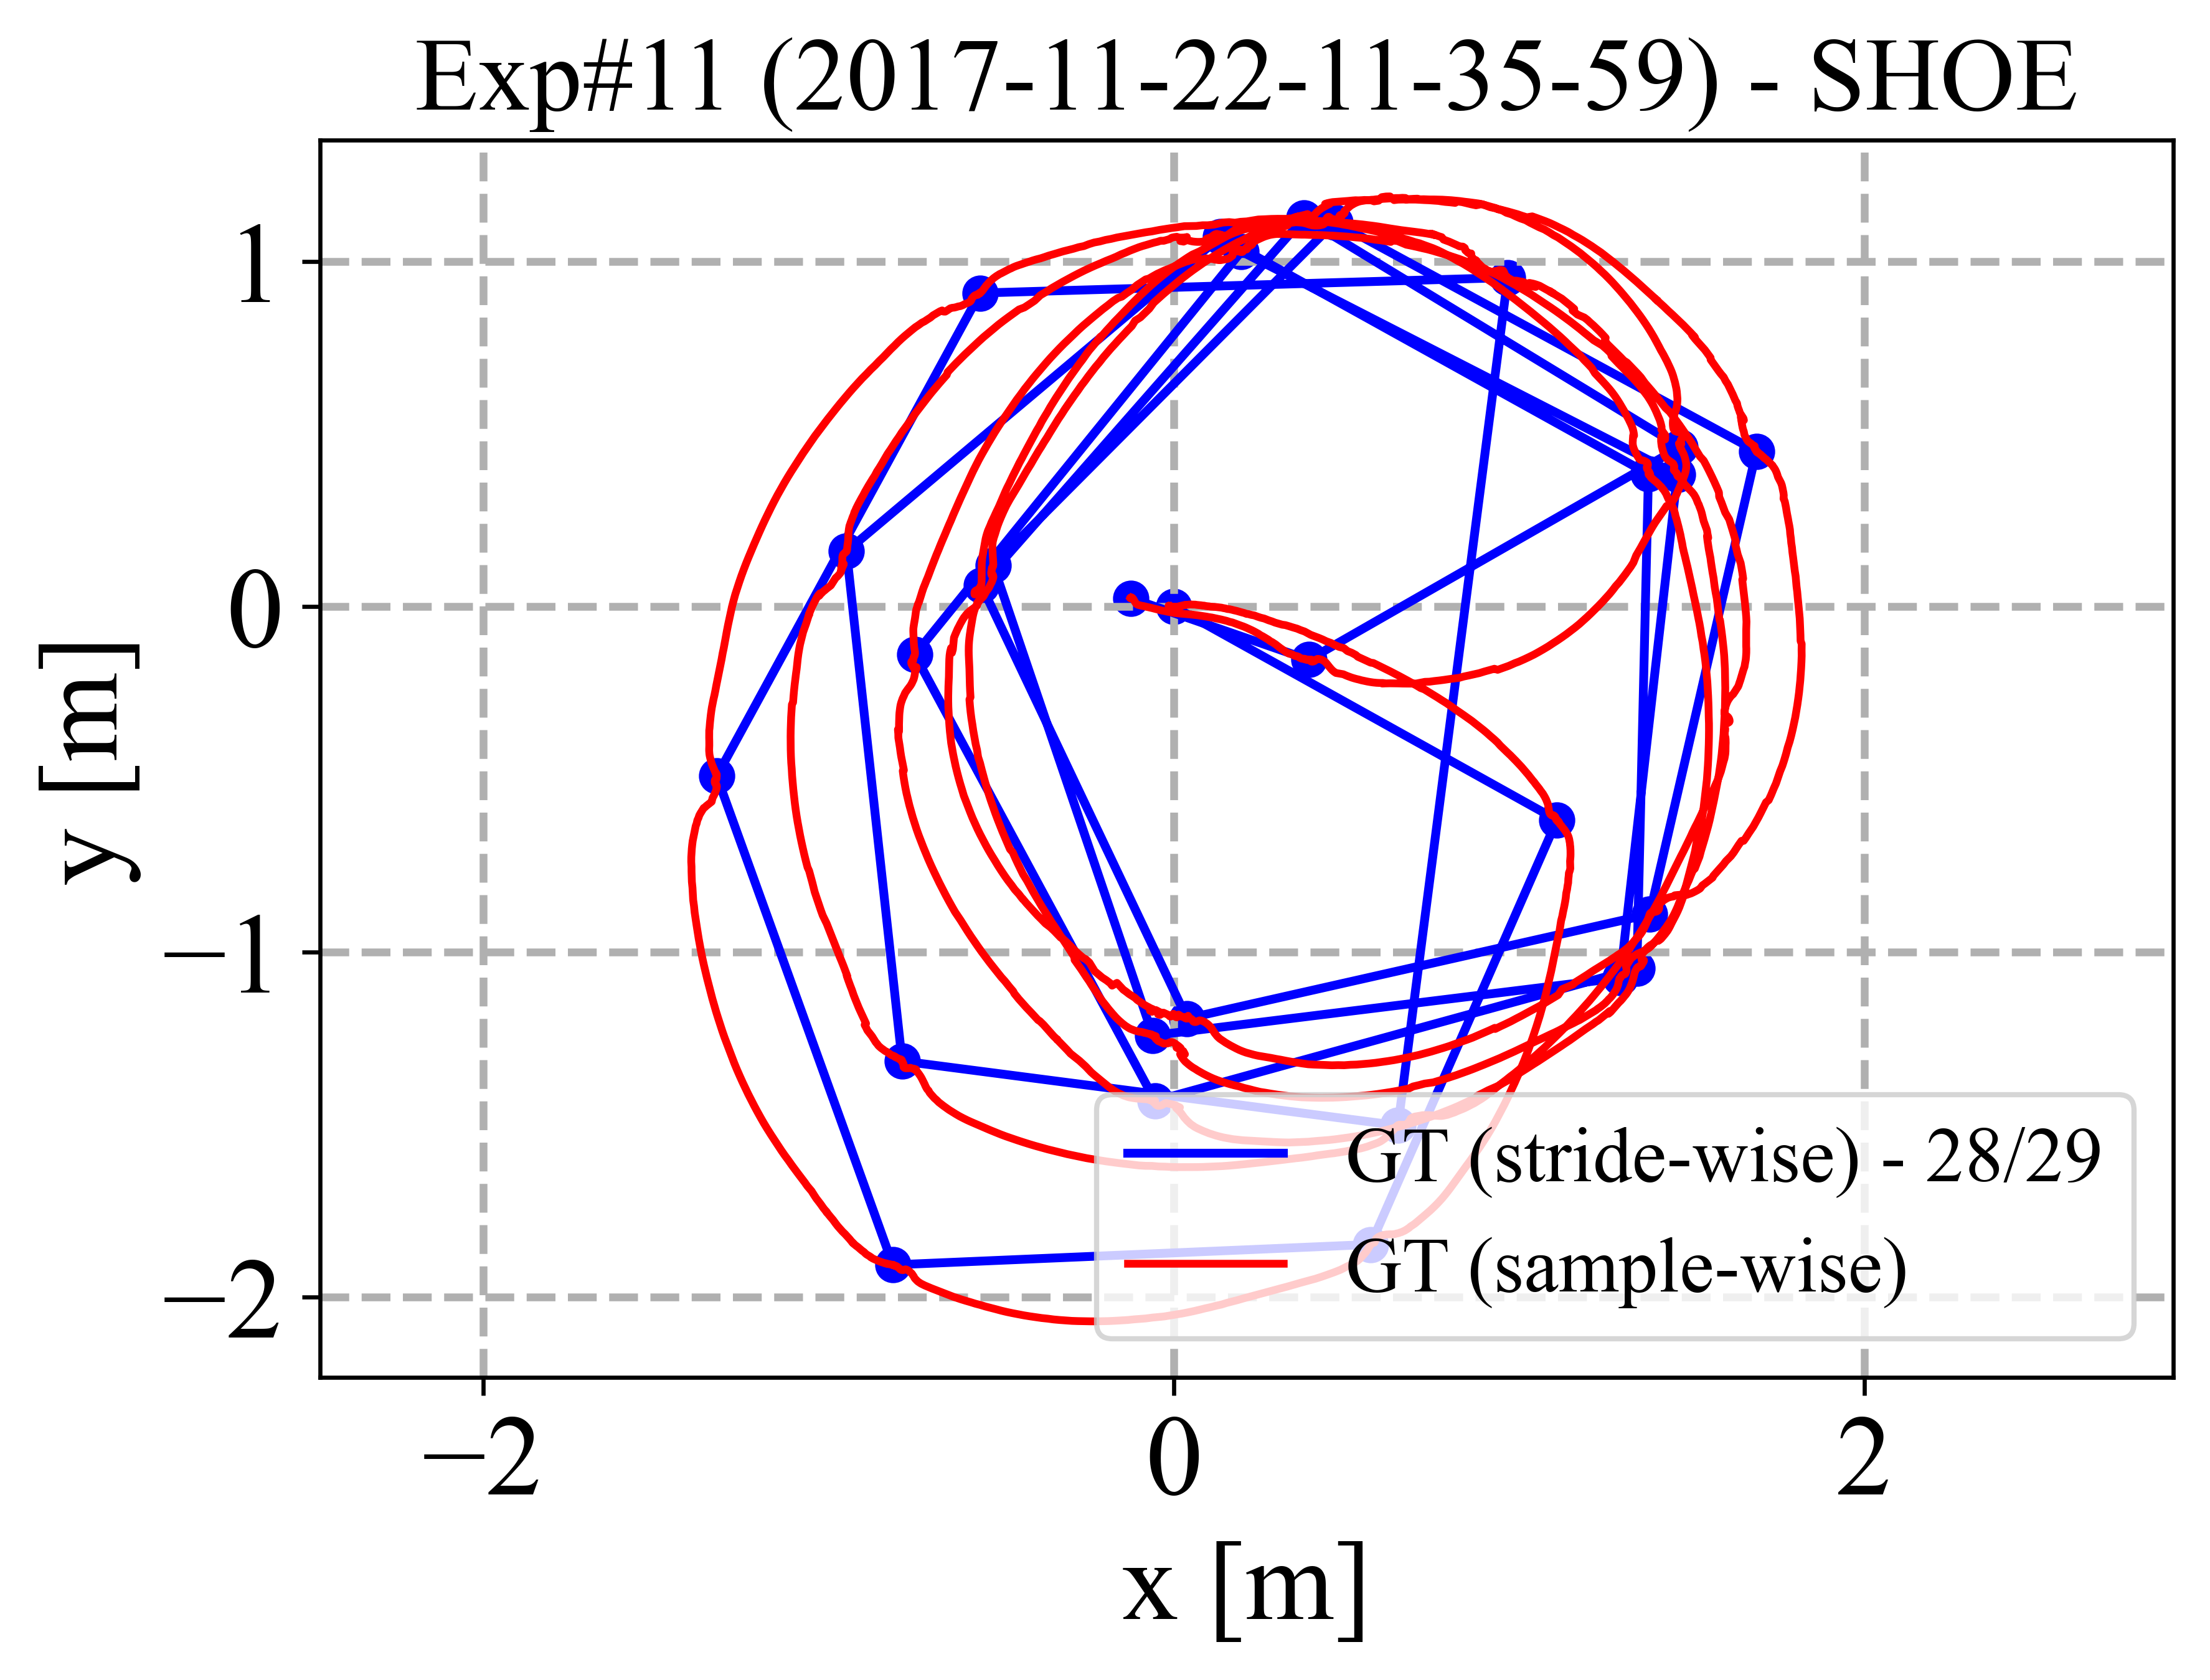 Exp#11 (2017-11-22-11-35-59) - SHOE
1
0
−1
−2
y [m]
GT (stride-wise) - 28/29
GT (sample-wise)
−2
0
2
x [m]